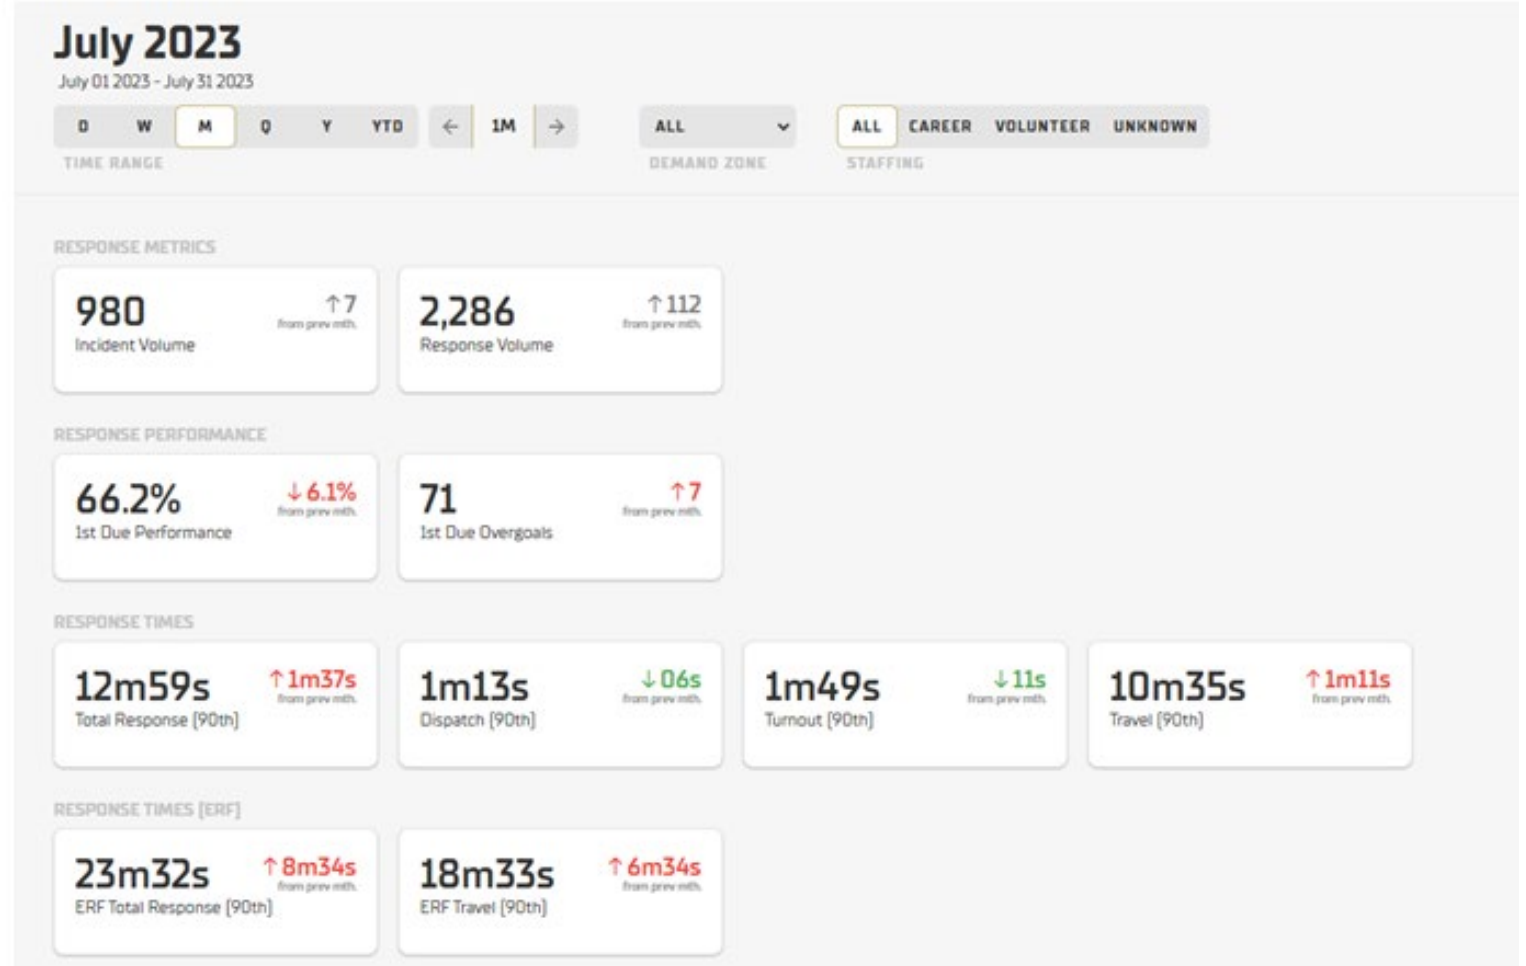 July 2023
July 01 2023 - July 31 2023
D W M Q Y YTD ← 1M → ALL ALL CAREER VOLUNTEER UNKNOWN
TIME RANGE DEMAND ZONE STAFFING
RESPONSE METRICS
980 ↑7 2,286 ↑112
from prev mth. from prev mth.
Incident Volume Response Volume
RESPONSE PERFORMANCE
66.2% ↓6.1% 71 ↑7
from prev mth. from prev mth.
1st Due Performance 1st Due Overgoals
RESPONSE TIMES
12m59s ↑1m37s 1m13s ↓06s 1m49s ↓11s 10m35s ↑1m11s
from prev mth. from prev mth. from prev mth. from prev mth.
Total Response [90th] Dispatch [90th] Turnout [90th] Travel [90th]
RESPONSE TIMES [ERF]
23m32s ↑8m34s 18m33s ↑6m34s
from prev mth. from prev mth.
ERF Total Response [90th] ERF Travel [90th]